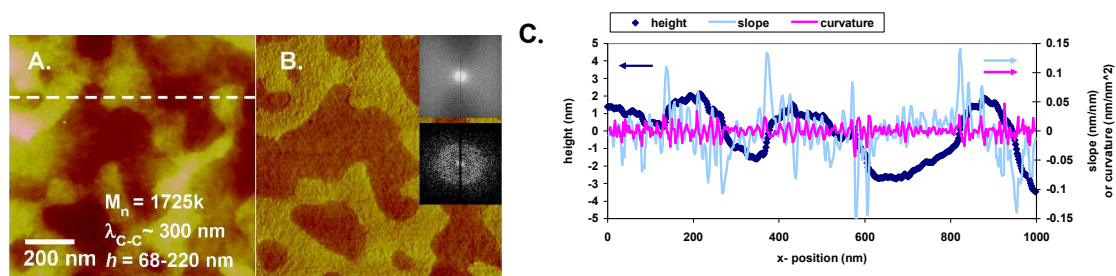 A.
M_n = 1725k
λ_C-C ~ 300 nm
h = 68-220 nm
200 nm
B.
C.
height slope curvature
height (nm)
5
4
3
2
1
0
-1
-2
-3
-4
-5
0.15
0.1
0.05
0
-0.05
-0.1
-0.15
slope (nm/nm)
or curvature (nm/nm^2)
0 200 400 600 800 1000
x- position (nm)